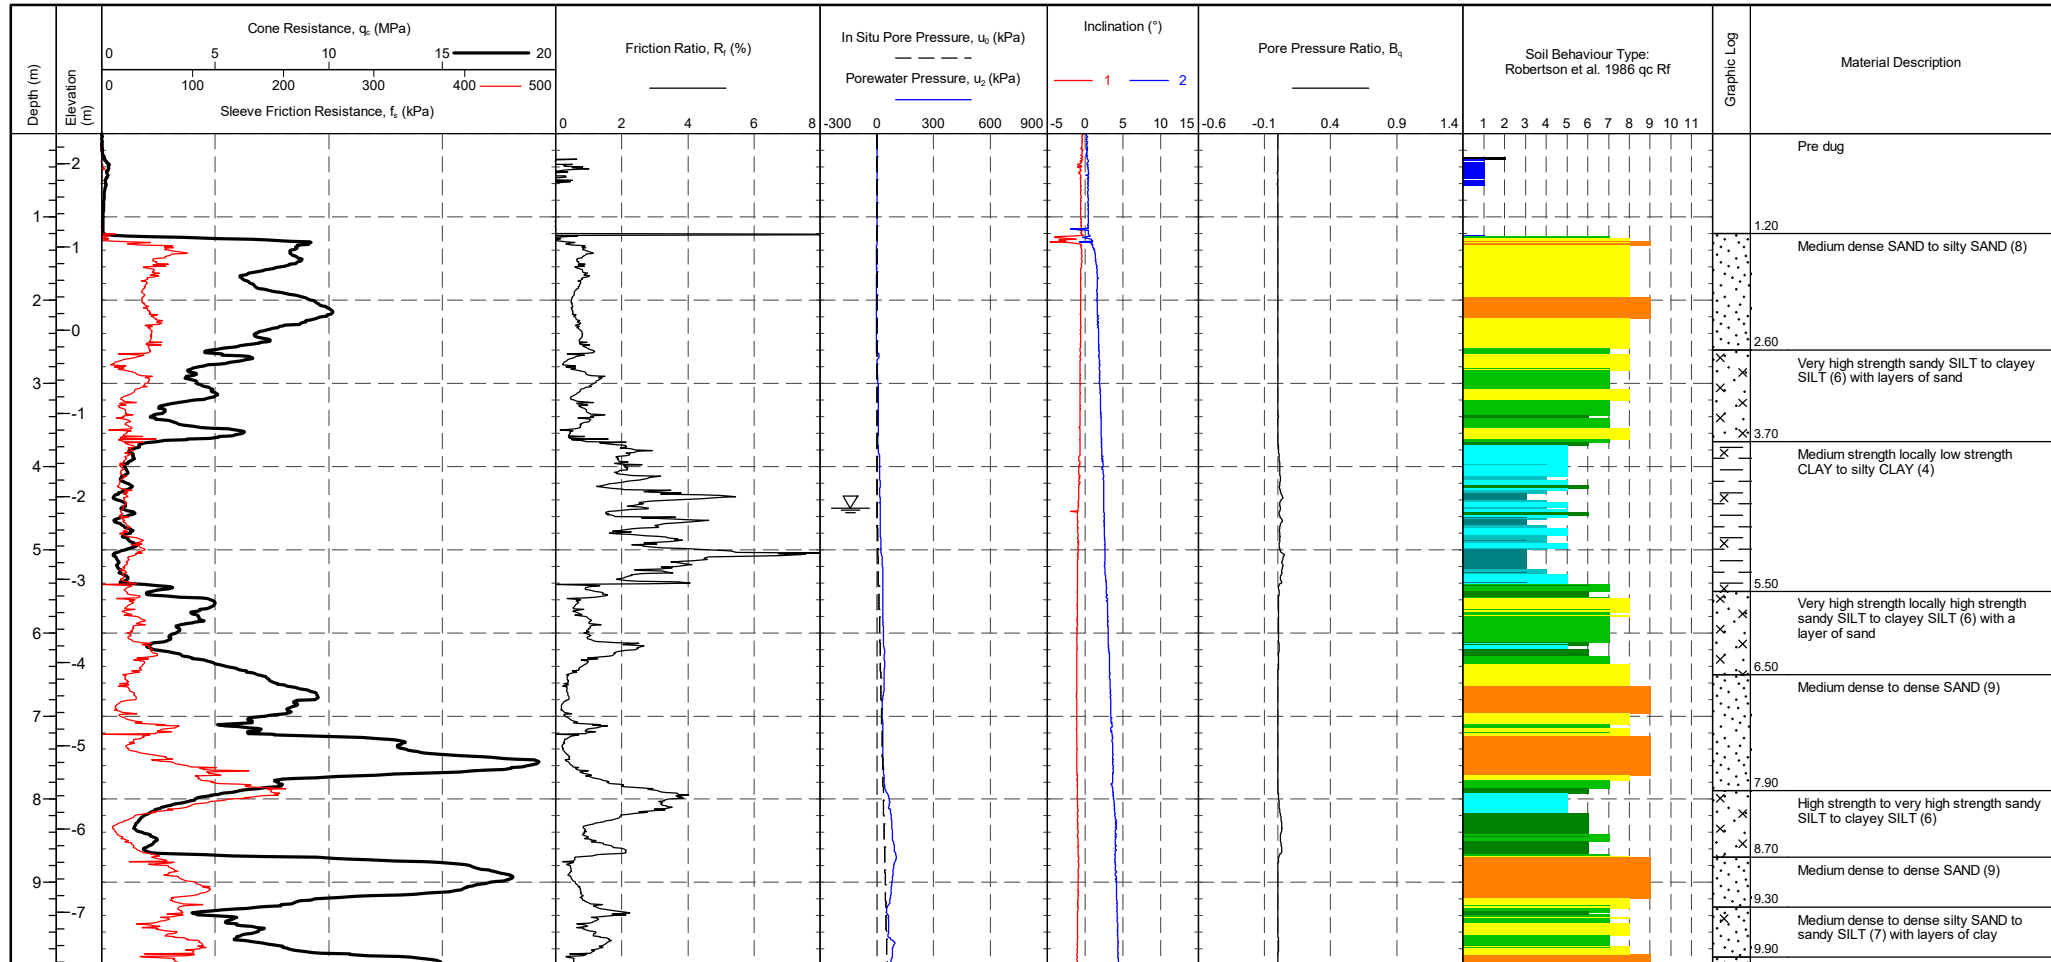 Depth (m)
Elevation (m)
Cone Resistance, qc (MPa)
0 5 10 15 20
0 100 200 300 400 500
Sleeve Friction Resistance, fs (kPa)
Friction Ratio, Rf (%)
0 2 4 6 8
In Situ Pore Pressure, u0 (kPa)
Porewater Pressure, u2 (kPa)
-300 0 300 600 900
Inclination (°)
1 2
-5 0 5 10 15
Pore Pressure Ratio, Bq
-0.6 -0.1 0.4 0.9 1.4
Soil Behaviour Type:
Robertson et al. 1986 qc Rf
1 2 3 4 5 6 7 8 9 10 11
Graphic Log
Material Description
2
Pre dug
1
1.20
1
Medium dense SAND to silty SAND (8)
2
0
2.60
Very high strength sandy SILT to clayey
SILT (6) with layers of sand
3
-1
3.70
Medium strength locally low strength
CLAY to silty CLAY (4)
4
-2
5
-3
5.50
Very high strength locally high strength
sandy SILT to clayey SILT (6) with a
layer of sand
6
-4
6.50
Medium dense to dense SAND (9)
7
-5
7.90
8
High strength to very high strength sandy
SILT to clayey SILT (6)
-6
8.70
Medium dense to dense SAND (9)
9
9.30
-7
Medium dense to dense silty SAND to
sandy SILT (7) with layers of clay
9.90